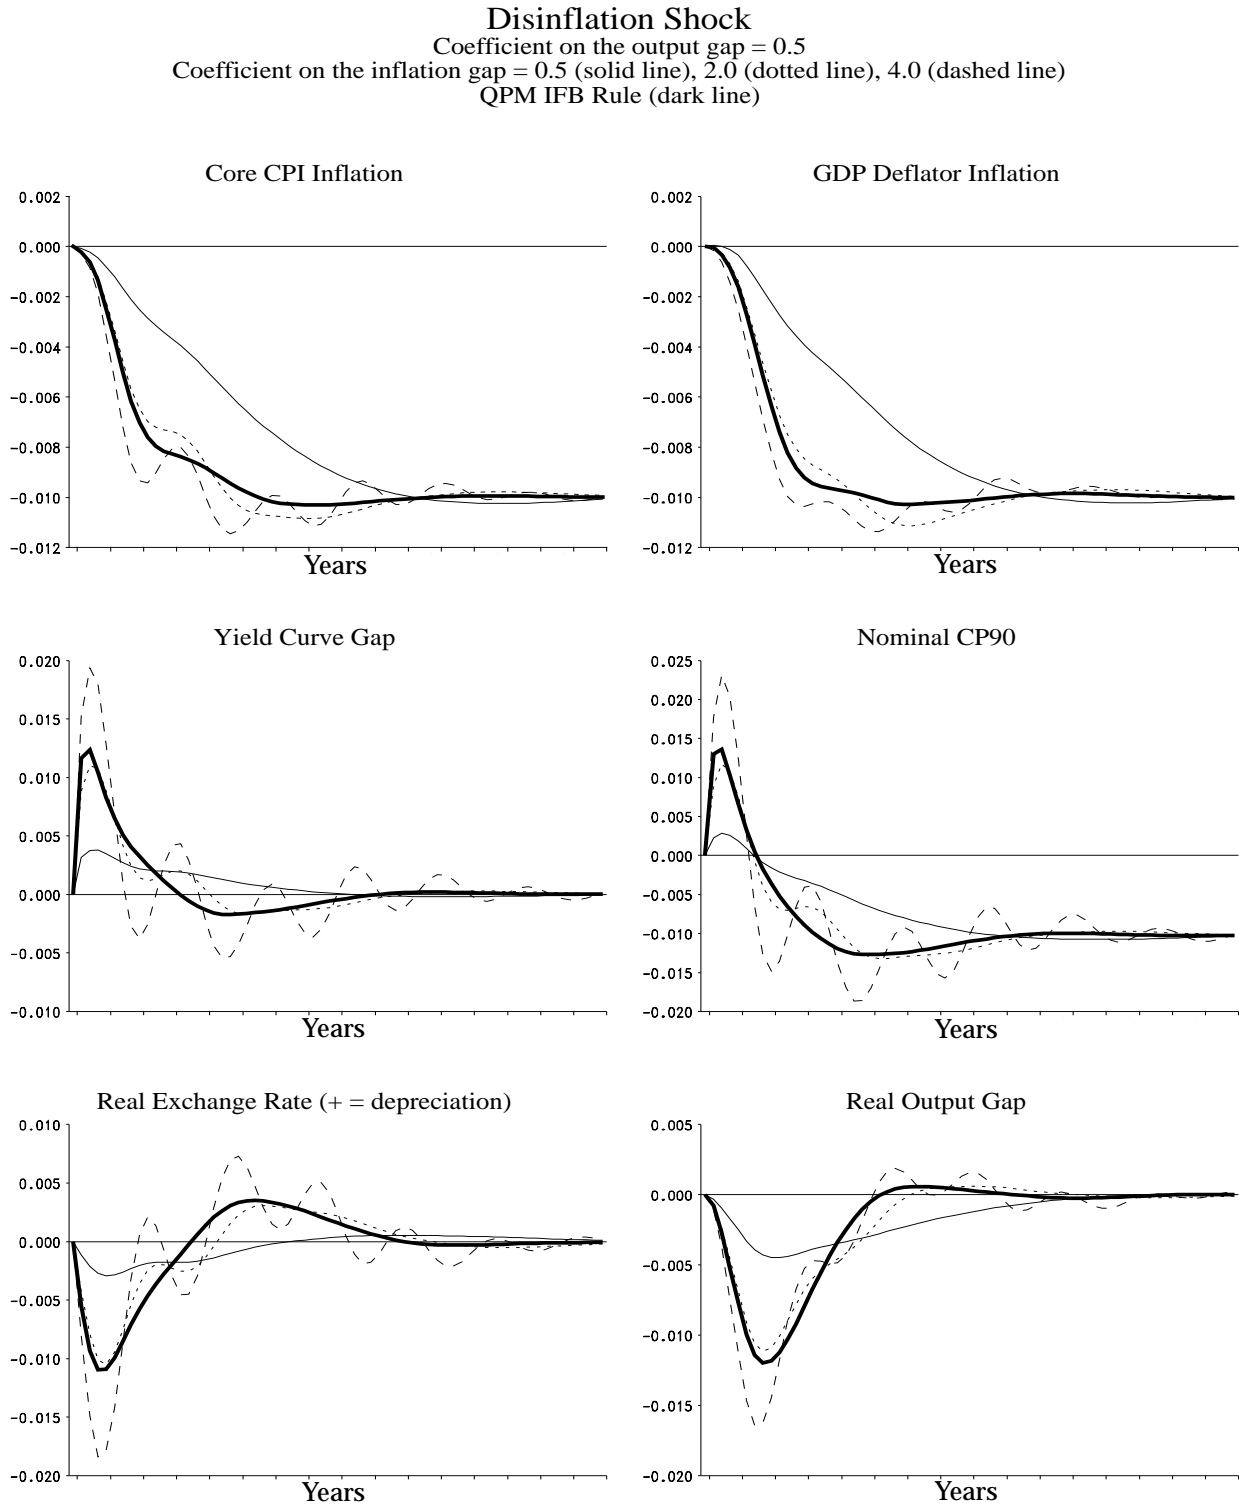 Disinflation Shock
Coefficient on the output gap = 0.5
Coefficient on the inflation gap = 0.5 (solid line), 2.0 (dotted line), 4.0 (dashed line)
QPM IFB Rule (dark line)
Core CPI Inflation
0.002
0.000
-0.002
-0.004
-0.006
-0.008
-0.010
-0.012
Years
GDP Deflator Inflation
0.002
0.000
-0.002
-0.004
-0.006
-0.008
-0.010
-0.012
Years
Yield Curve Gap
0.020
0.015
0.010
0.005
0.000
-0.005
-0.010
Years
Nominal CP90
0.025
0.020
0.015
0.010
0.005
0.000
-0.005
-0.010
-0.015
-0.020
Years
Real Exchange Rate (+ = depreciation)
0.010
0.005
0.000
-0.005
-0.010
-0.015
-0.020
Years
Real Output Gap
0.005
0.000
-0.005
-0.010
-0.015
-0.020
Years